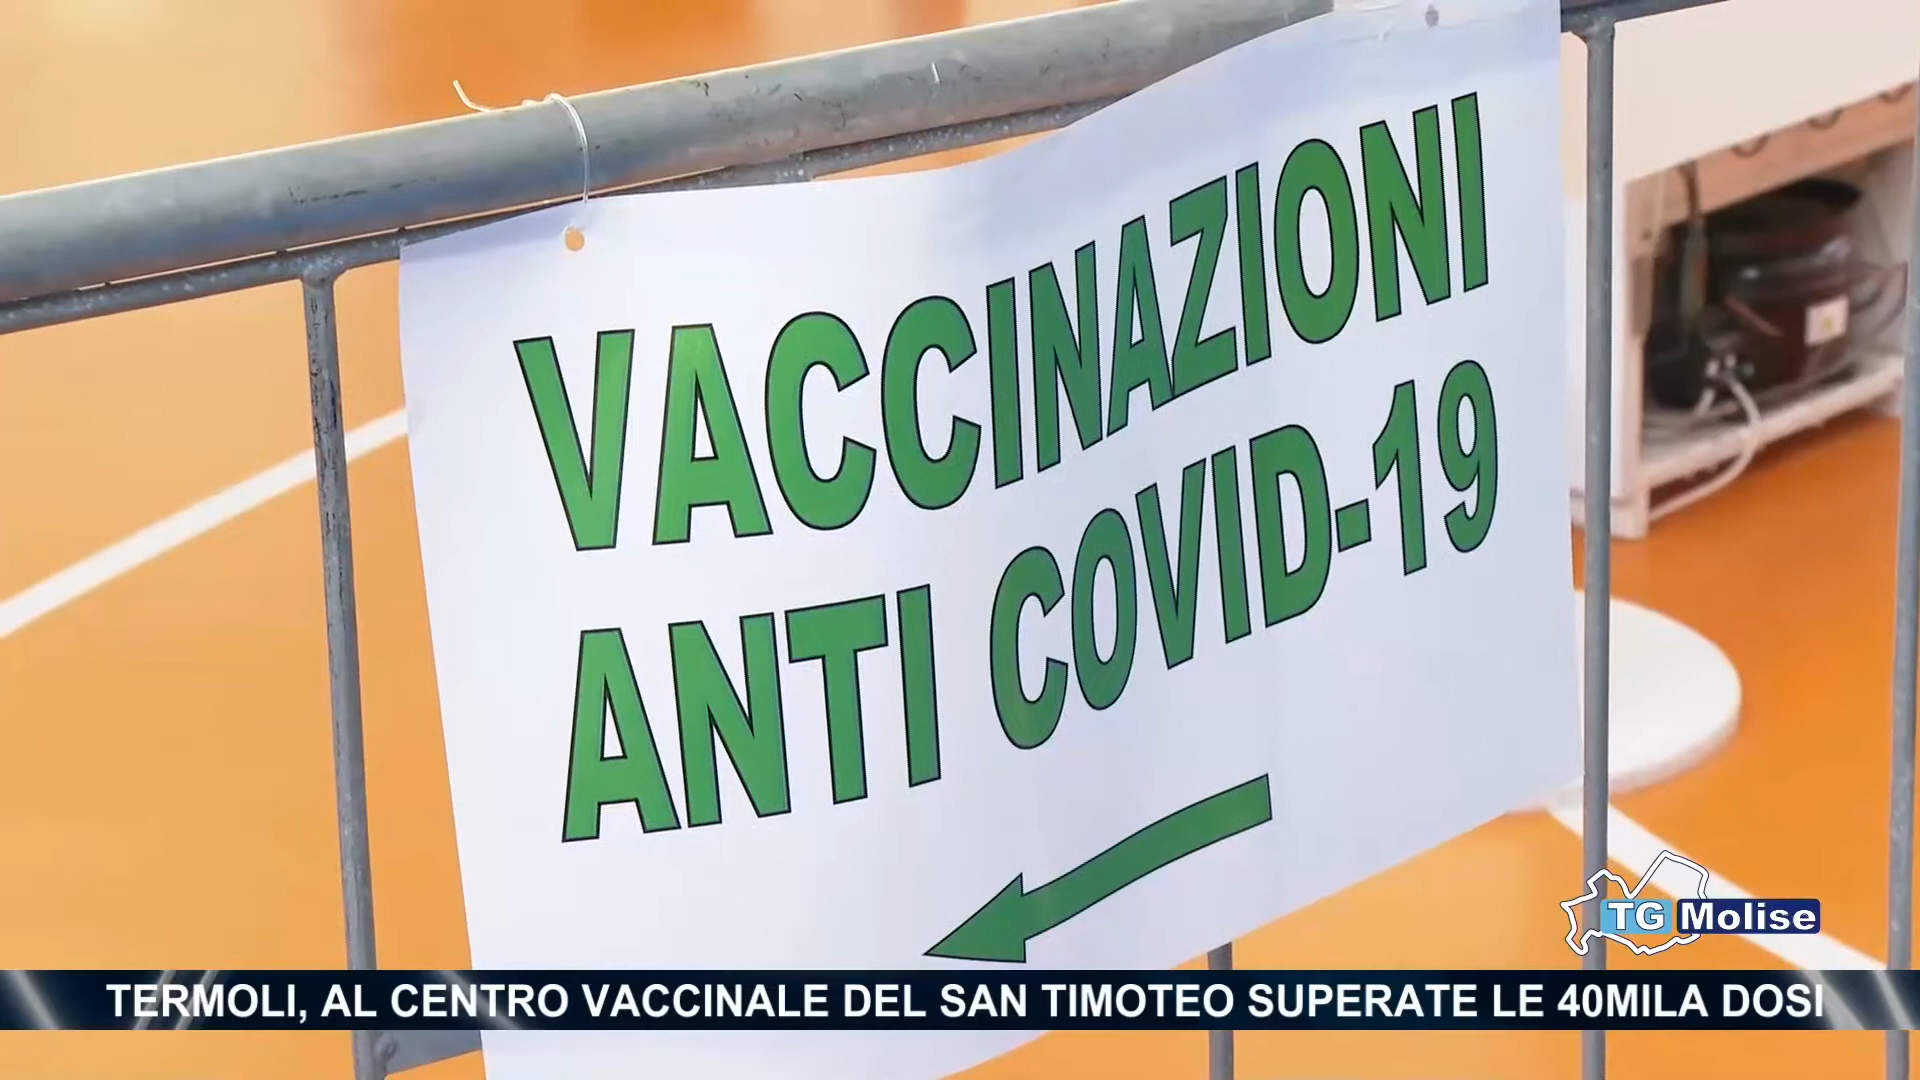 VACCINAZIONI
ANTI COVID-19
TG Molise
TERMOLI, AL CENTRO VACCINALE DEL SAN TIMOTEO SUPERATE LE 40MILA DOSI